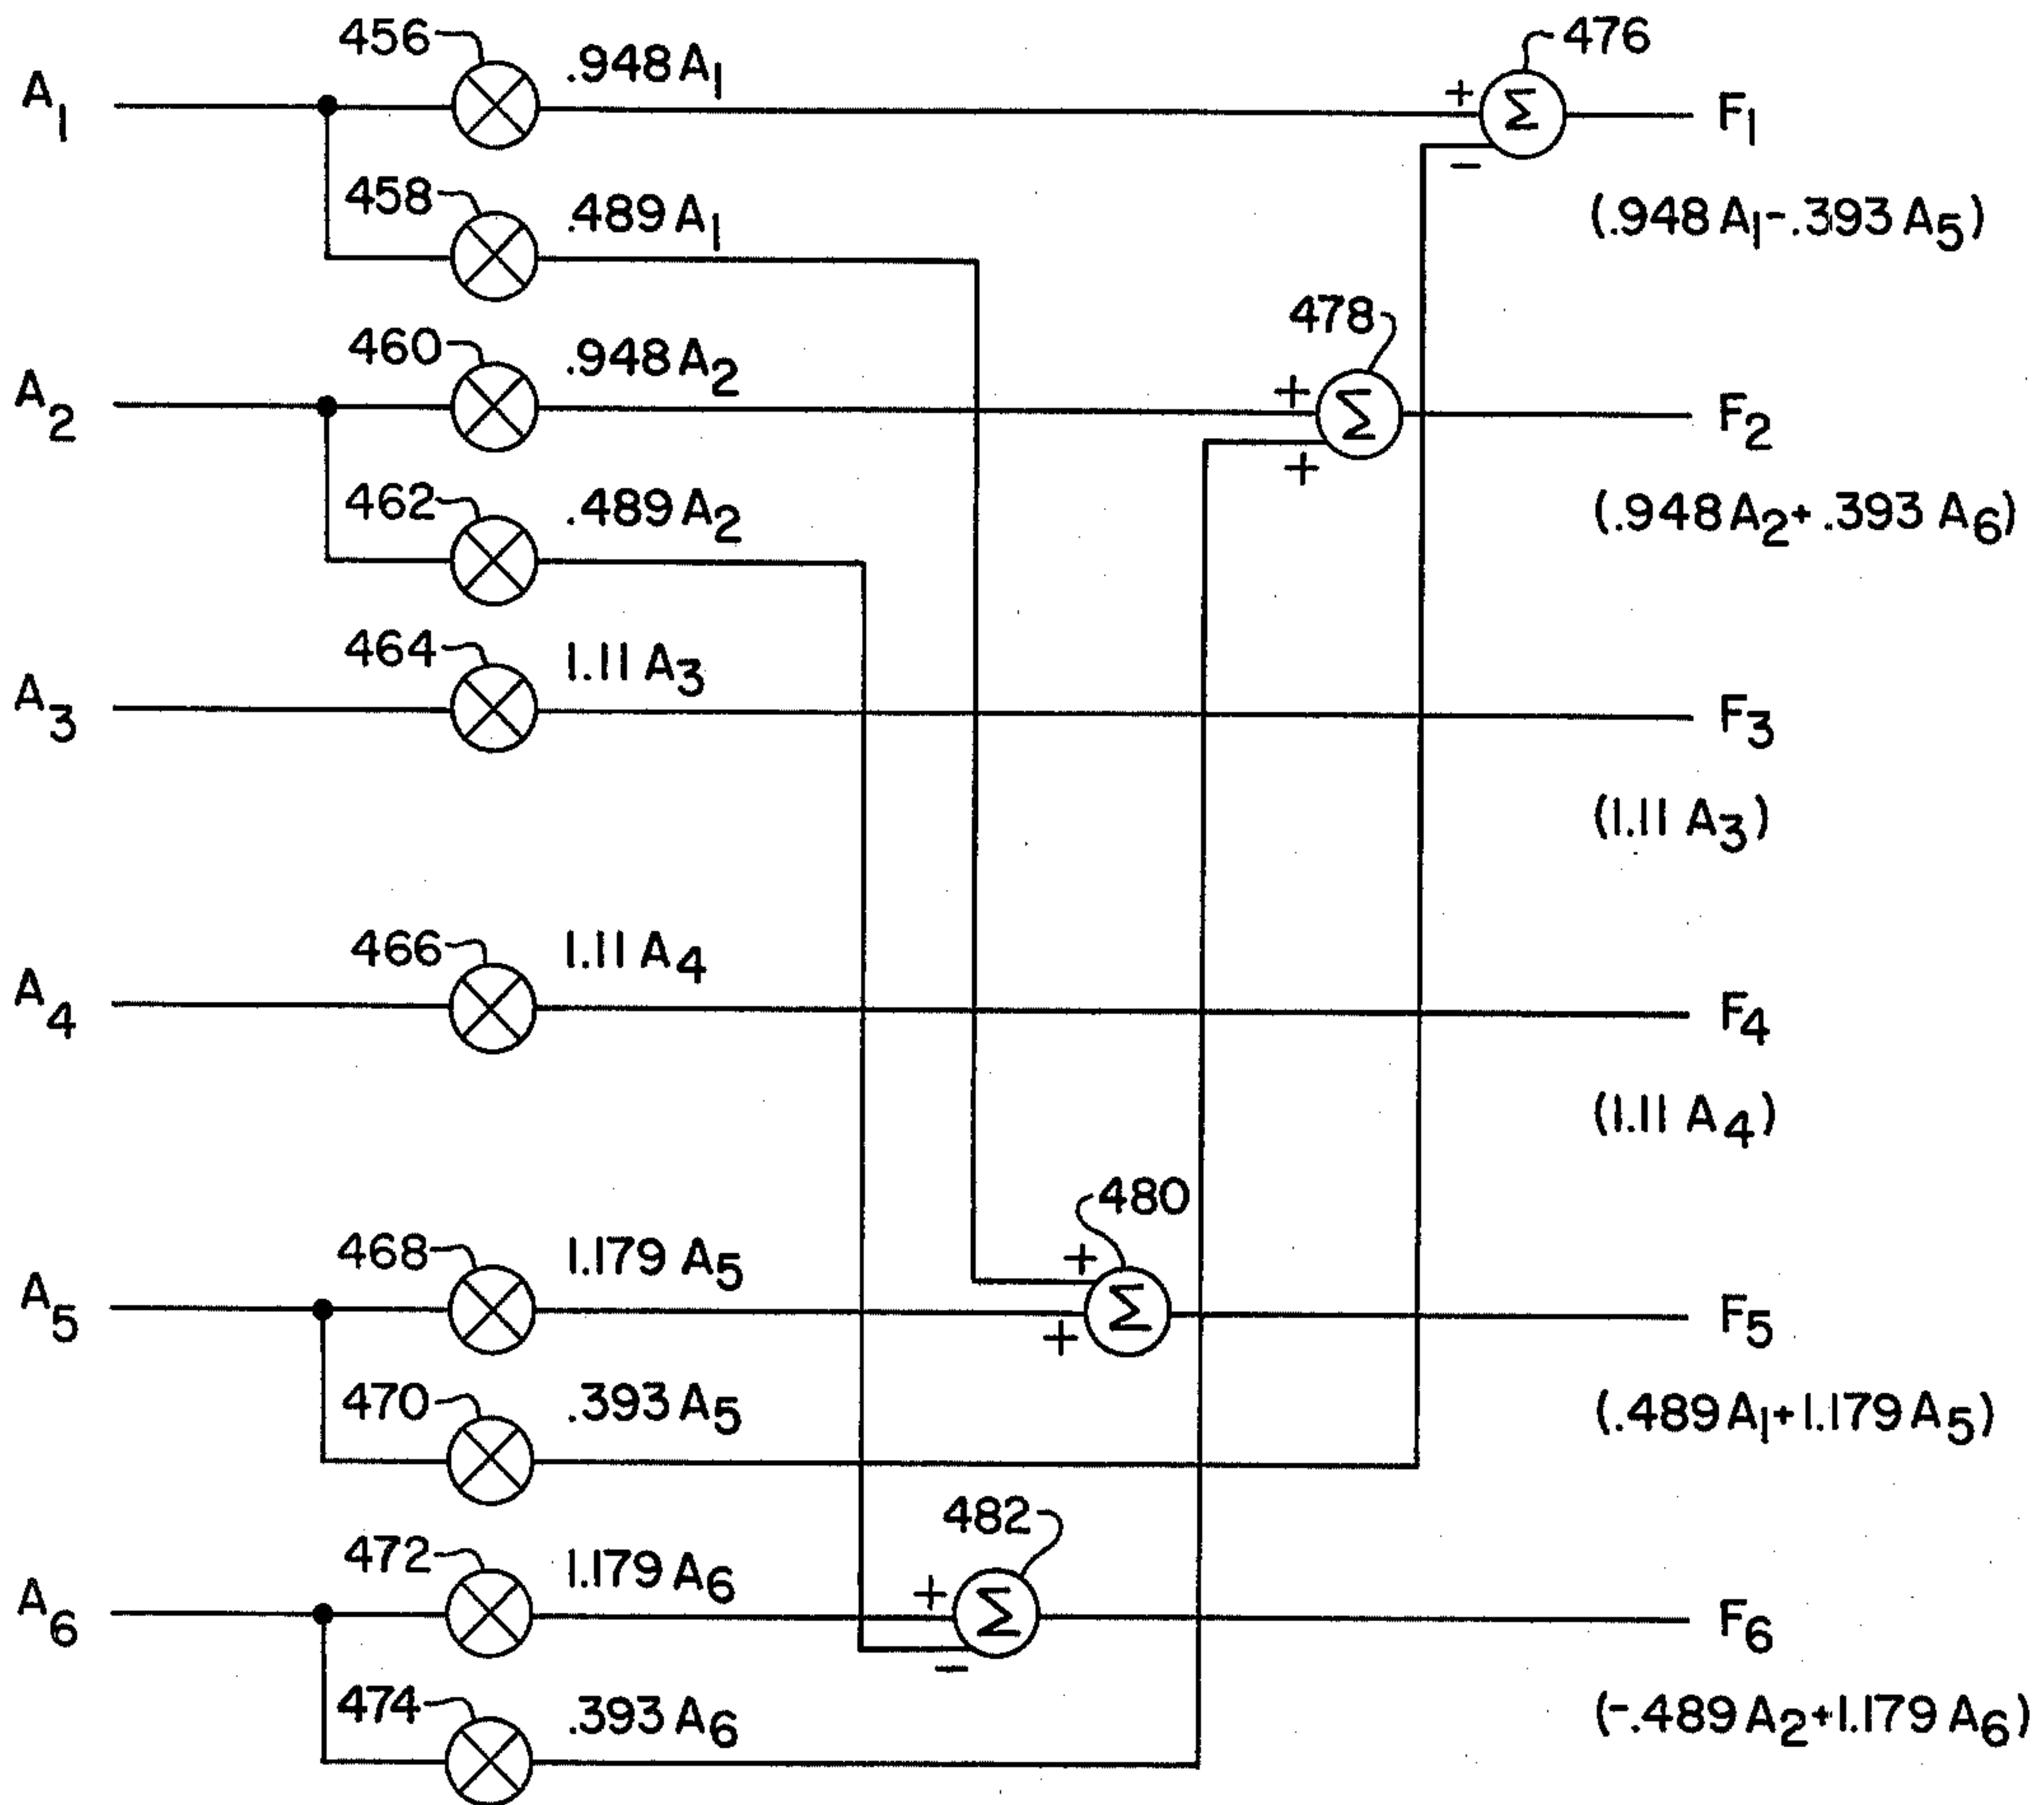 456 .948 A1 476
A1 + Σ F1
−
458 .489 A1 (.948 A1-.393 A5)
478
460 .948 A2
A2 + Σ F2
+
462 .489 A2 (.948 A2+ .393 A6)
464 1.11 A3
A3 F3
(1.11 A3)
466 1.11 A4
A4 F4
(1.11 A4)
480
468 1.179 A5 +
A5 Σ F5
+
470 .393 A5 (.489 A1+1.179 A5)
482
472 1.179 A6 +
A6 Σ F6
−
474 .393 A6 (-.489 A2+1.179 A6)